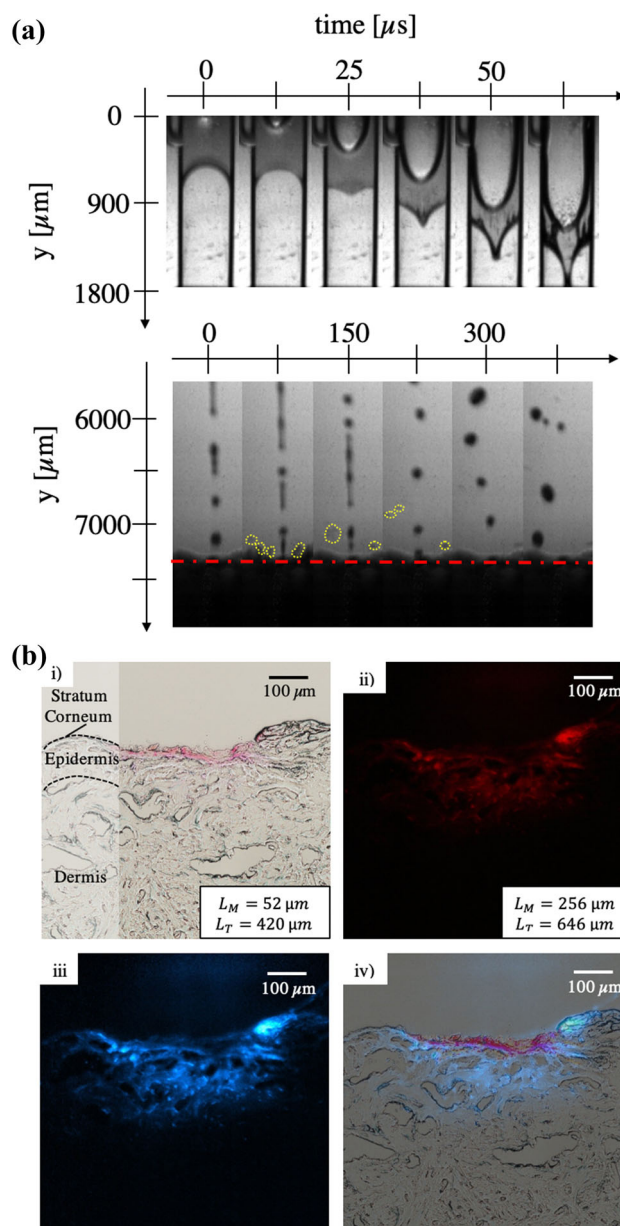 (a)
time [μs]
0 25 50
0
900
1800
y [μm]
0 150 300
6000
7000
y [μm]
(b)
i)
Stratum
Corneum
Epidermis
Dermis
100 μm
L_M = 52 μm
L_T = 420 μm
ii)
100 μm
L_M = 256 μm
L_T = 646 μm
iii
100 μm
iv)
100 μm